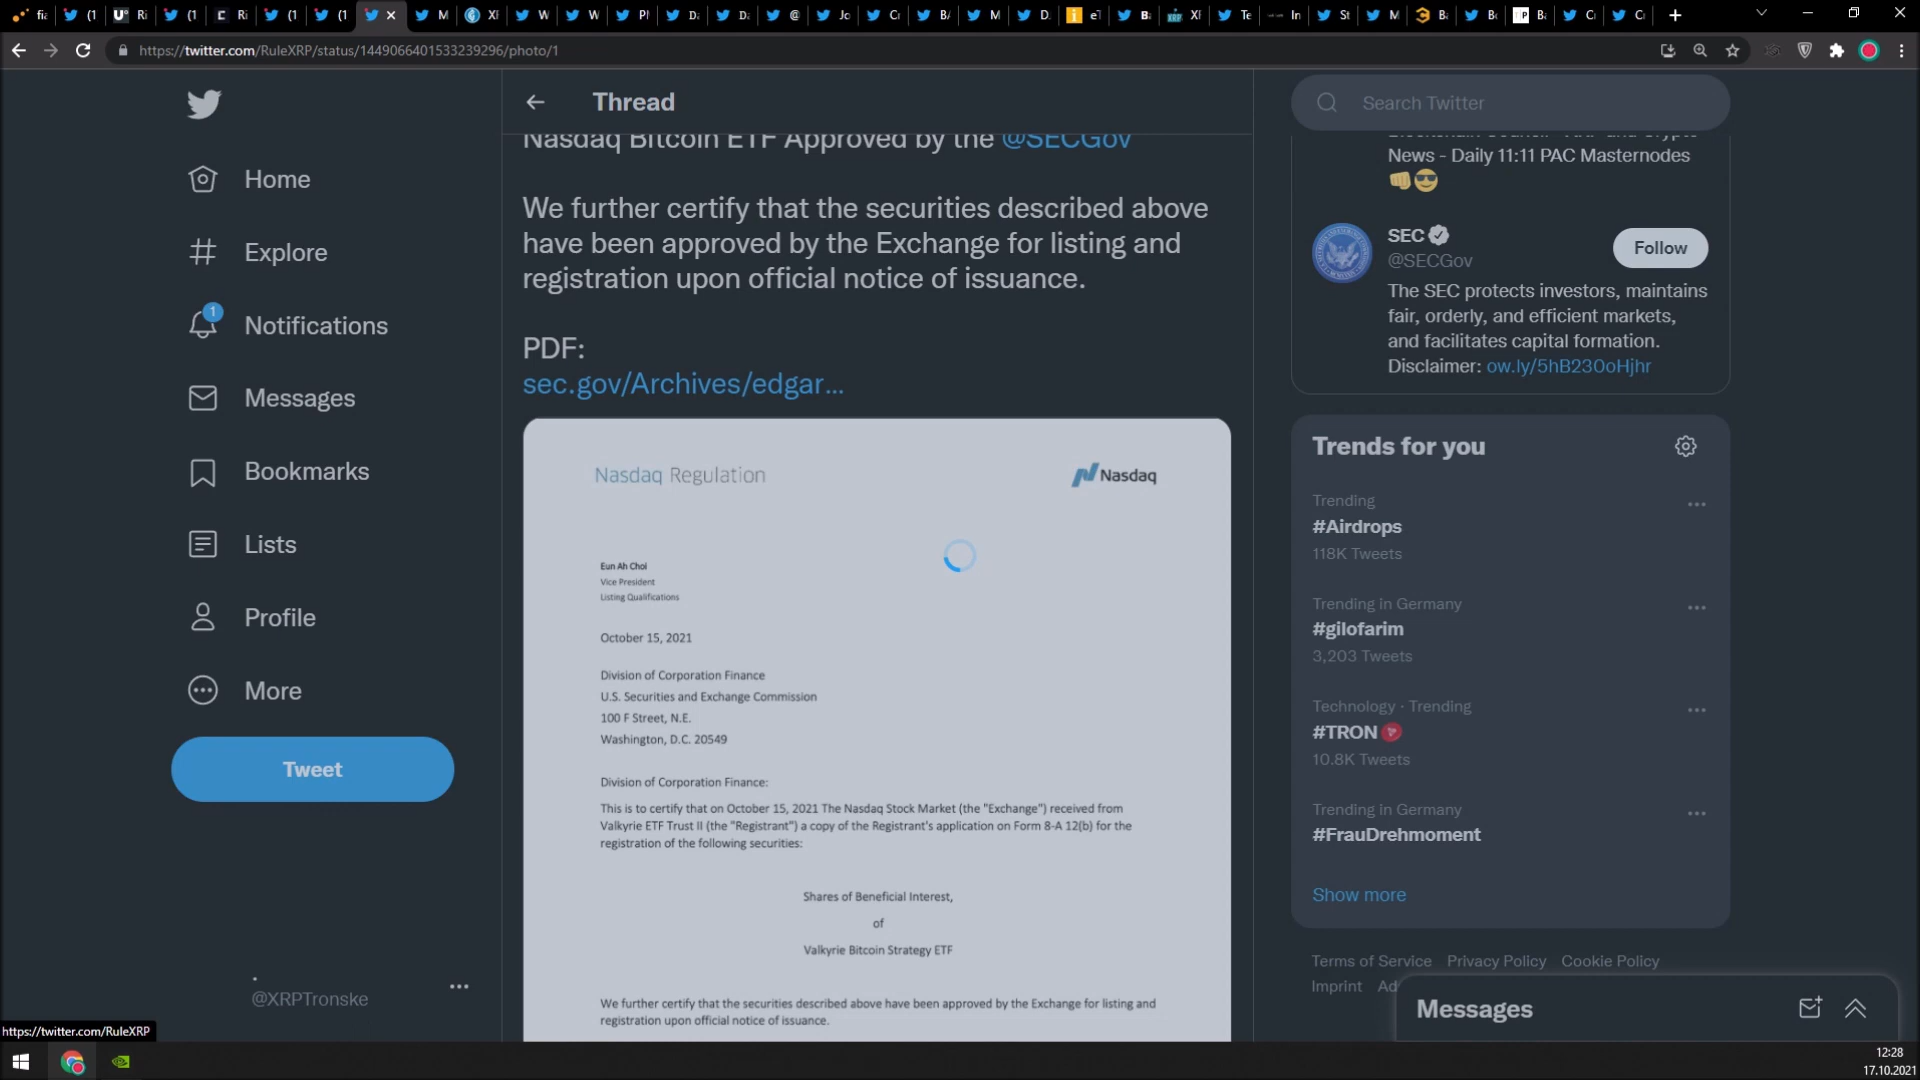 https://twitter.com/RuleXRP/status/1449066401533239296/photo/1
Home
Explore
1
Notifications
Messages
Bookmarks
Lists
Profile
More
Tweet
@XRPTronske
https://twitter.com/RuleXRP
Thread
Nasdaq Bitcoin ETF Approved by the @SECGov
We further certify that the securities described above
have been approved by the Exchange for listing and
registration upon official notice of issuance.
PDF:
sec.gov/Archives/edgar...
Nasdaq Regulation
Nasdaq
Eun Ah Choi
Vice President
Listing Qualifications
October 15, 2021
Division of Corporation Finance
U.S. Securities and Exchange Commission
100 F Street, N.E.
Washington, D.C. 20549
Division of Corporation Finance:
This is to certify that on October 15, 2021 The Nasdaq Stock Market (the "Exchange") received from
Valkyrie ETF Trust II (the "Registrant") a copy of the Registrant's application on Form 8-A 12(b) for the
registration of the following securities:
Shares of Beneficial Interest,
of
Valkyrie Bitcoin Strategy ETF
We further certify that the securities described above have been approved by the Exchange for listing and
registration upon official notice of issuance.
Search Twitter
News - Daily 11:11 PAC Masternodes
👊😎
SEC
@SECGov
Follow
The SEC protects investors, maintains
fair, orderly, and efficient markets,
and facilitates capital formation.
Disclaimer: ow.ly/5hB23OoHjhr
Trends for you
Trending
#Airdrops
118K Tweets
Trending in Germany
#gilofarim
3,203 Tweets
Technology · Trending
#TRON
10.8K Tweets
Trending in Germany
#FrauDrehmoment
Show more
Terms of Service Privacy Policy Cookie Policy
Imprint Ad
Messages
12:28
17.10.2021